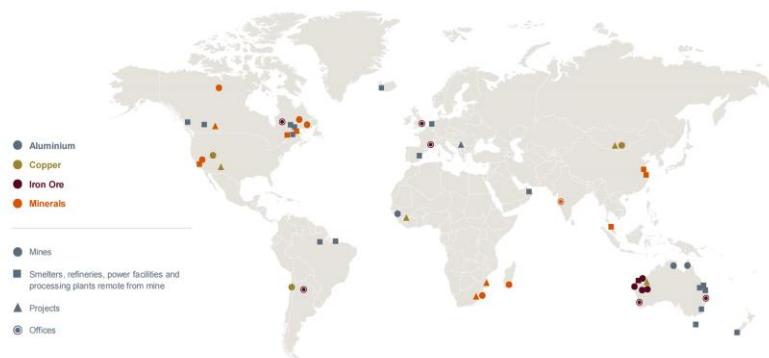 Aluminium
Copper
Iron Ore
Minerals
Mines
Smelters, refineries, power facilities and
processing plants remote from mine
Projects
Offices